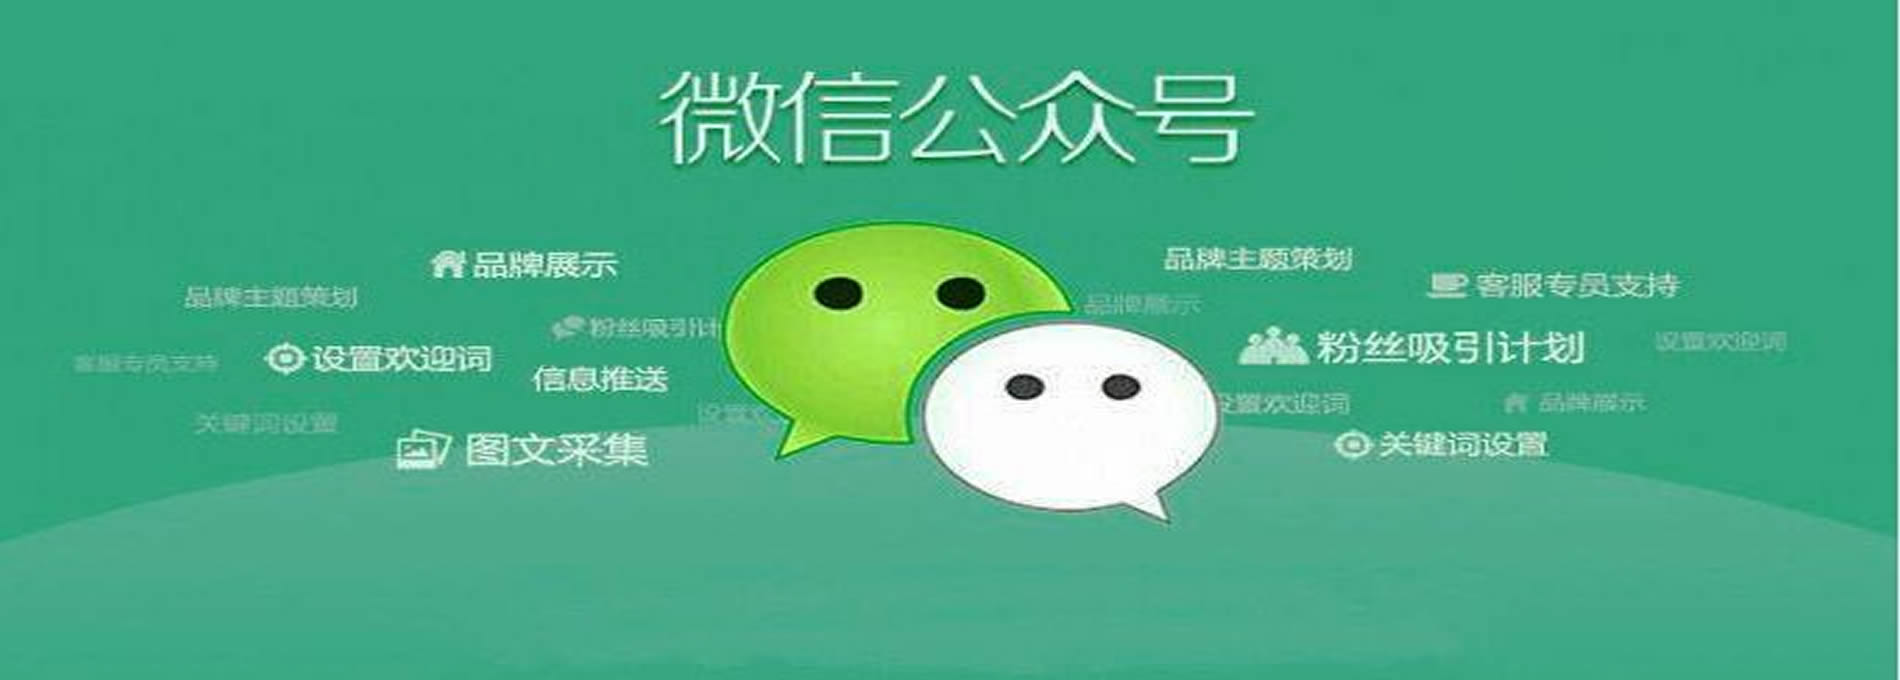 微信公众号
品牌展示
品牌主题策划
品牌主题策划
客服专员支持
品牌展示
粉丝吸引计
设置欢迎词
粉丝吸引计划
设置欢迎词
客服专员支持
信息推送
设置欢迎词
品牌展示
关键词设置
图文采集
关键词设置